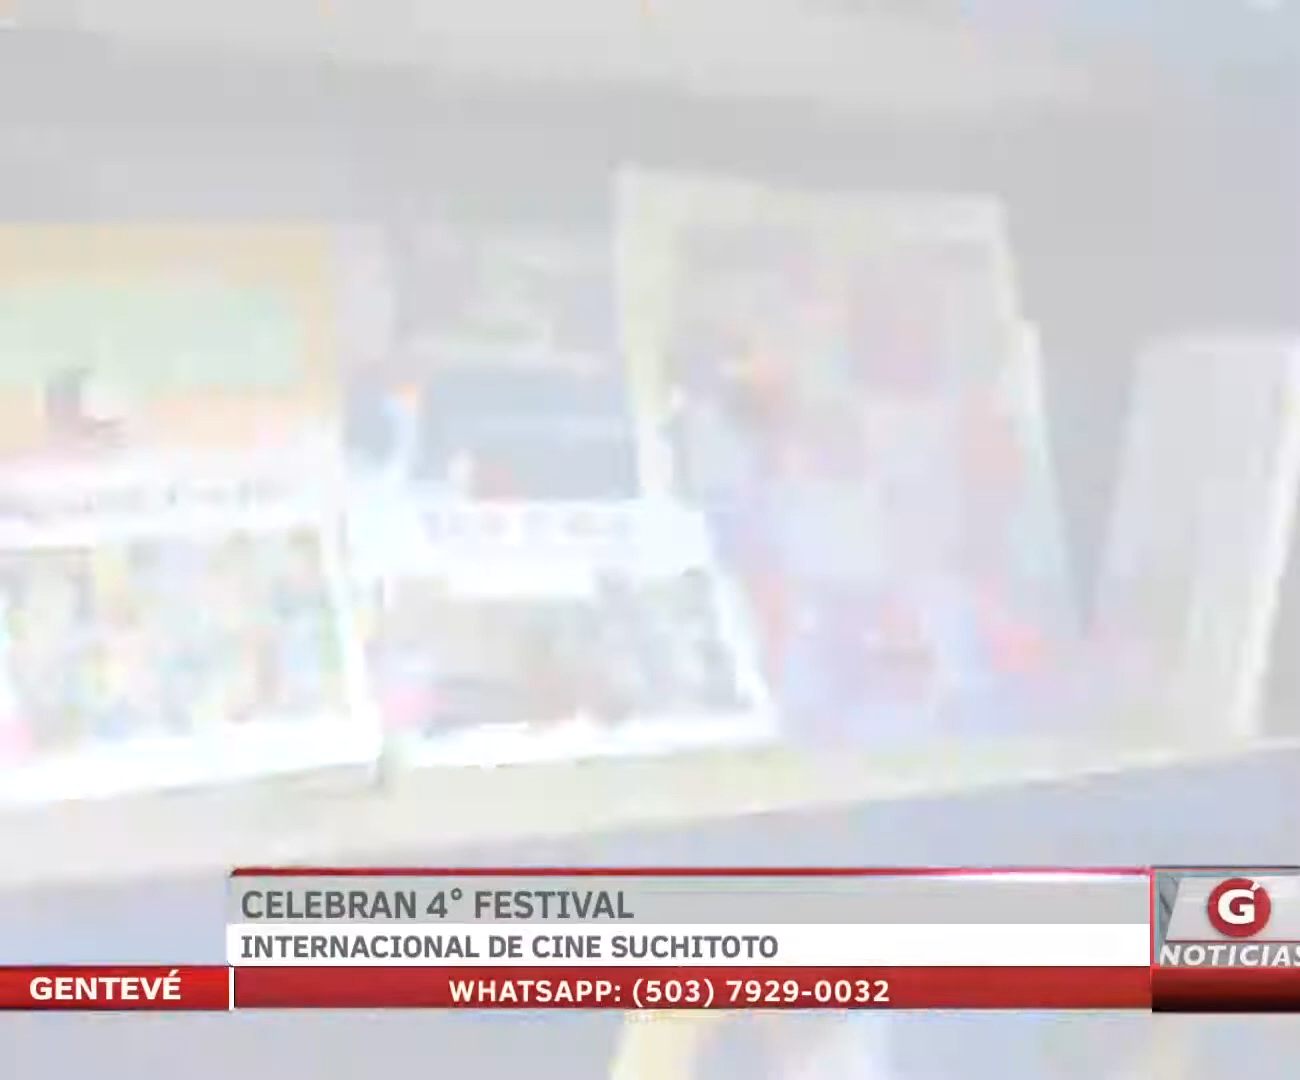 CELEBRAN 4° FESTIVAL
INTERNACIONAL DE CINE SUCHITOTO
GENTEVÉ
WHATSAPP: (503) 7929-0032
G
NOTICIAS